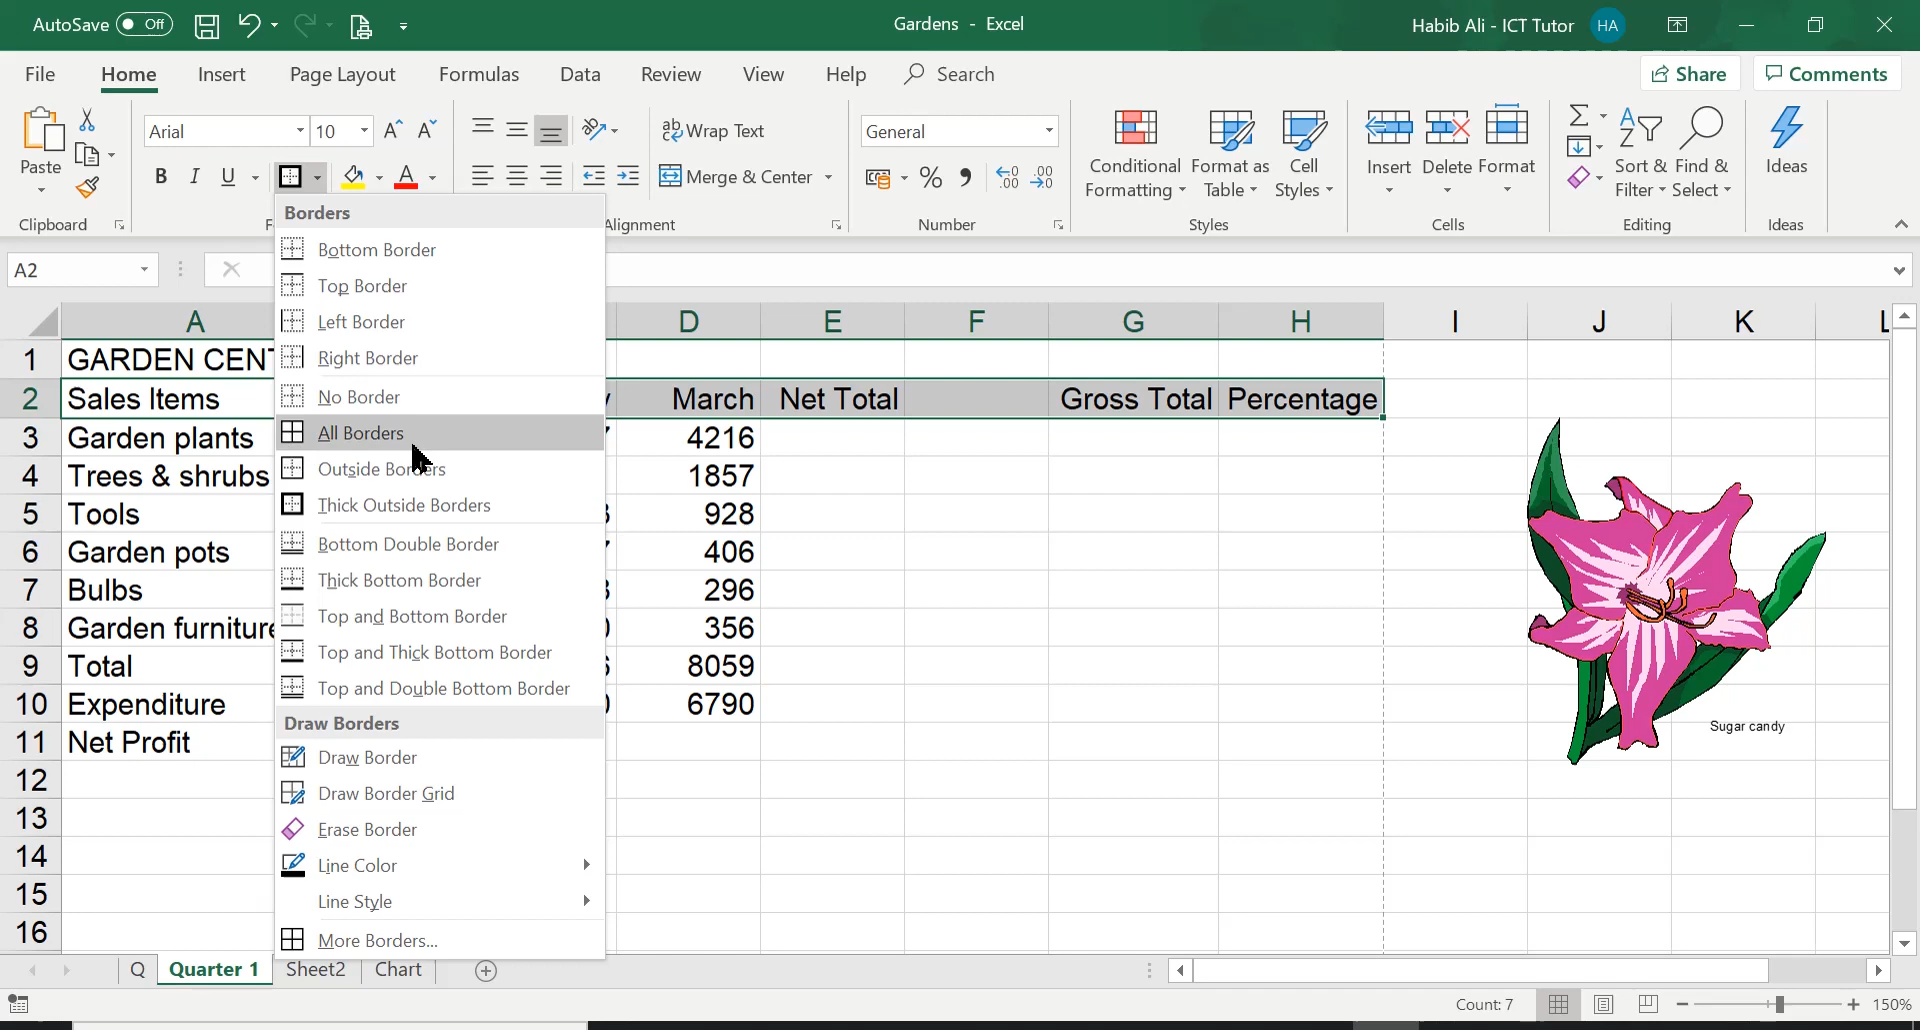 AutoSave Off
Gardens - Excel
Habib Ali - ICT Tutor HA
File Home Insert Page Layout Formulas Data Review View Help Search Share Comments
Paste
Arial 10 A A
Wrap Text
General
Conditional Formatting
Format as Table
Cell Styles
Insert Delete Format
Sort & Filter
Find & Select
Ideas
B I U A
Merge & Center
% 9
Clipboard
Alignment Number Styles Cells Editing Ideas
A2
A D E F G H I J K L
1 GARDEN CENT
2 Sales Items March Net Total Gross Total Percentage
3 Garden plants 4216
4 Trees & shrubs 1857
5 Tools 928
6 Garden pots 406
7 Bulbs 296
8 Garden furniture 356
9 Total 8059
10 Expenditure 6790
11 Net Profit
12
13
14
15
16
Borders
Bottom Border
Top Border
Left Border
Right Border
No Border
All Borders
Outside Borders
Thick Outside Borders
Bottom Double Border
Thick Bottom Border
Top and Bottom Border
Top and Thick Bottom Border
Top and Double Bottom Border
Draw Borders
Draw Border
Draw Border Grid
Erase Border
Line Color
Line Style
More Borders...
Sugar candy
Q Quarter 1 Sheet2 Chart
Count: 7
150%